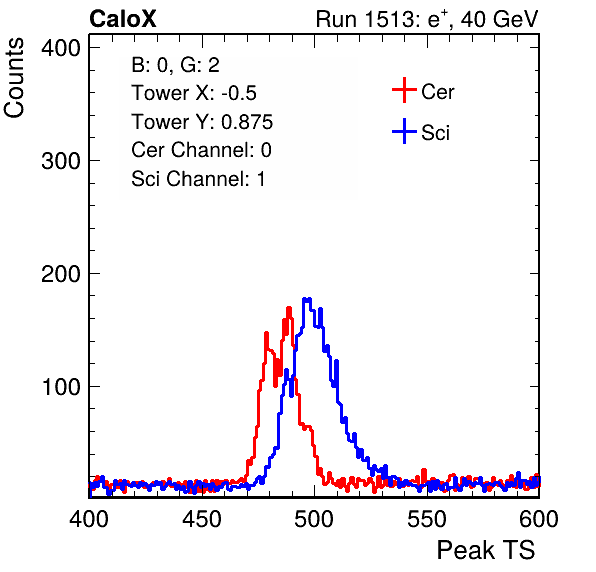 CaloX Run 1513: e⁺, 40 GeV
B: 0, G: 2
Tower X: -0.5
Tower Y: 0.875
Cer Channel: 0
Sci Channel: 1
Cer
Sci
Counts
400
300
200
100
400 450 500 550 600
Peak TS